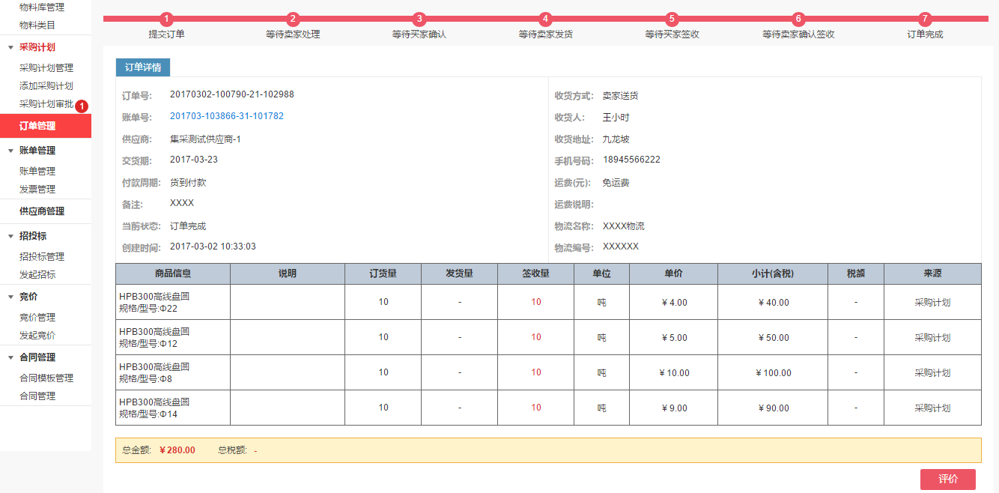 物料库管理
物料类目
采购计划
采购计划管理
添加采购计划
采购计划审批 1
订单管理
账单管理
账单管理
发票管理
供应商管理
招投标
招投标管理
发起招标
竞价
竞价管理
发起竞价
合同管理
合同模板管理
合同管理
1 2 3 4 5 6 7
提交订单 等待卖家处理 等待买家确认 等待卖家发货 等待买家签收 等待卖家确认签收 订单完成
订单详情
订单号: 20170302-100790-21-102988
账单号: 201703-103866-31-101782
供应商: 集采测试供应商-1
交货期: 2017-03-23
付款周期: 货到付款
备注: XXXX
当前状态: 订单完成
创建时间: 2017-03-02 10:33:03
收货方式: 卖家送货
收货人: 王小时
收货地址: 九龙坡
手机号码: 18945566222
运费(元): 免运费
运费说明:
物流名称: XXXX物流
物流编号: XXXXXX
商品信息 说明 订货量 发货量 签收量 单位 单价 小计(含税) 税额 来源
HPB300高线盘圆
规格/型号:Φ22 10 - 10 吨 ¥ 4.00 ¥ 40.00 - 采购计划
HPB300高线盘圆
规格/型号:Φ12 10 - 10 吨 ¥ 5.00 ¥ 50.00 - 采购计划
HPB300高线盘圆
规格/型号:Φ8 10 - 10 吨 ¥ 10.00 ¥ 100.00 - 采购计划
HPB300高线盘圆
规格/型号:Φ14 10 - 10 吨 ¥ 9.00 ¥ 90.00 - 采购计划
总金额: ¥ 280.00 总税额: -
评价